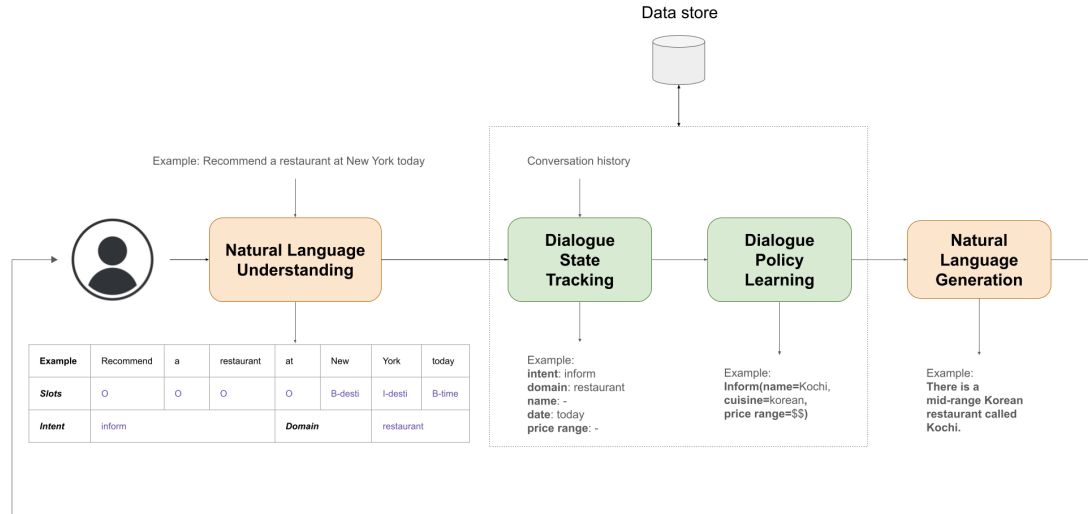 Data store
Example: Recommend a restaurant at New York today
Conversation history
Natural Language
Understanding
Dialogue
State
Tracking
Dialogue
Policy
Learning
Natural
Language
Generation
Example Recommend a restaurant at New York today
Slots O O O O B-desti I-desti B-time
Intent inform Domain restaurant
Example:
intent: inform
domain: restaurant
name: -
date: today
price range: -
Example:
Inform(name=Kochi,
cuisine=korean,
price range=$$)
Example:
There is a
mid-range Korean
restaurant called
Kochi.